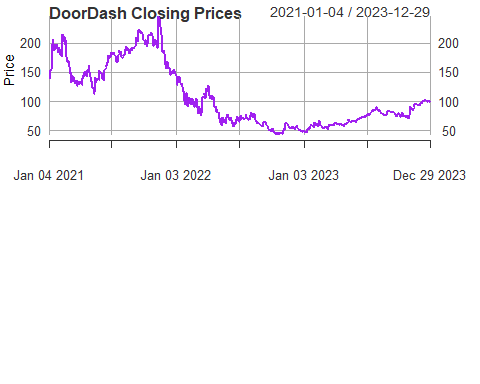 DoorDash Closing Prices 2021-01-04 / 2023-12-29
Price
200 200
150 150
100 100
50 50
Jan 04 2021 Jan 03 2022 Jan 03 2023 Dec 29 2023